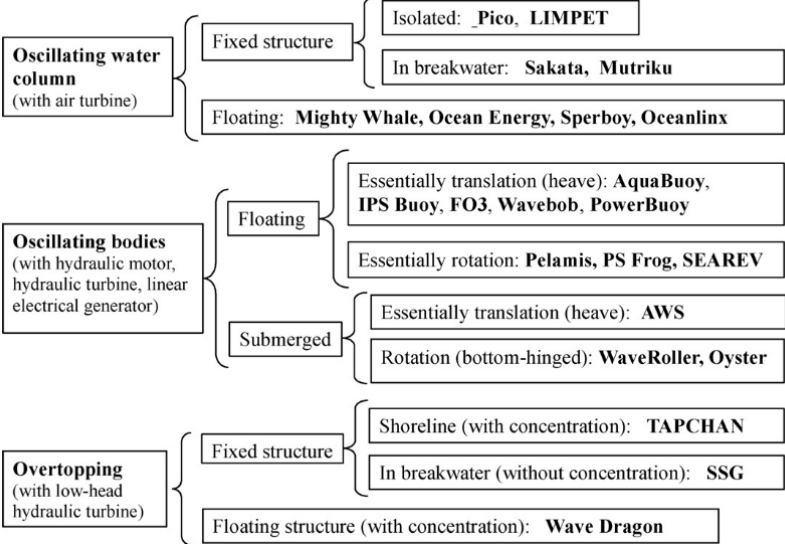 Oscillating water
column
(with air turbine)
Fixed structure
Isolated: _Pico, LIMPET
In breakwater: Sakata, Mutriku
Floating: Mighty Whale, Ocean Energy, Sperboy, Oceanlinx
Oscillating bodies
(with hydraulic motor,
hydraulic turbine, linear
electrical generator)
Floating
Essentially translation (heave): AquaBuoy,
IPS Buoy, FO3, Wavebob, PowerBuoy
Essentially rotation: Pelamis, PS Frog, SEAREV
Submerged
Essentially translation (heave): AWS
Rotation (bottom-hinged): WaveRoller, Oyster
Overtopping
(with low-head
hydraulic turbine)
Fixed structure
Shoreline (with concentration): TAPCHAN
In breakwater (without concentration): SSG
Floating structure (with concentration): Wave Dragon